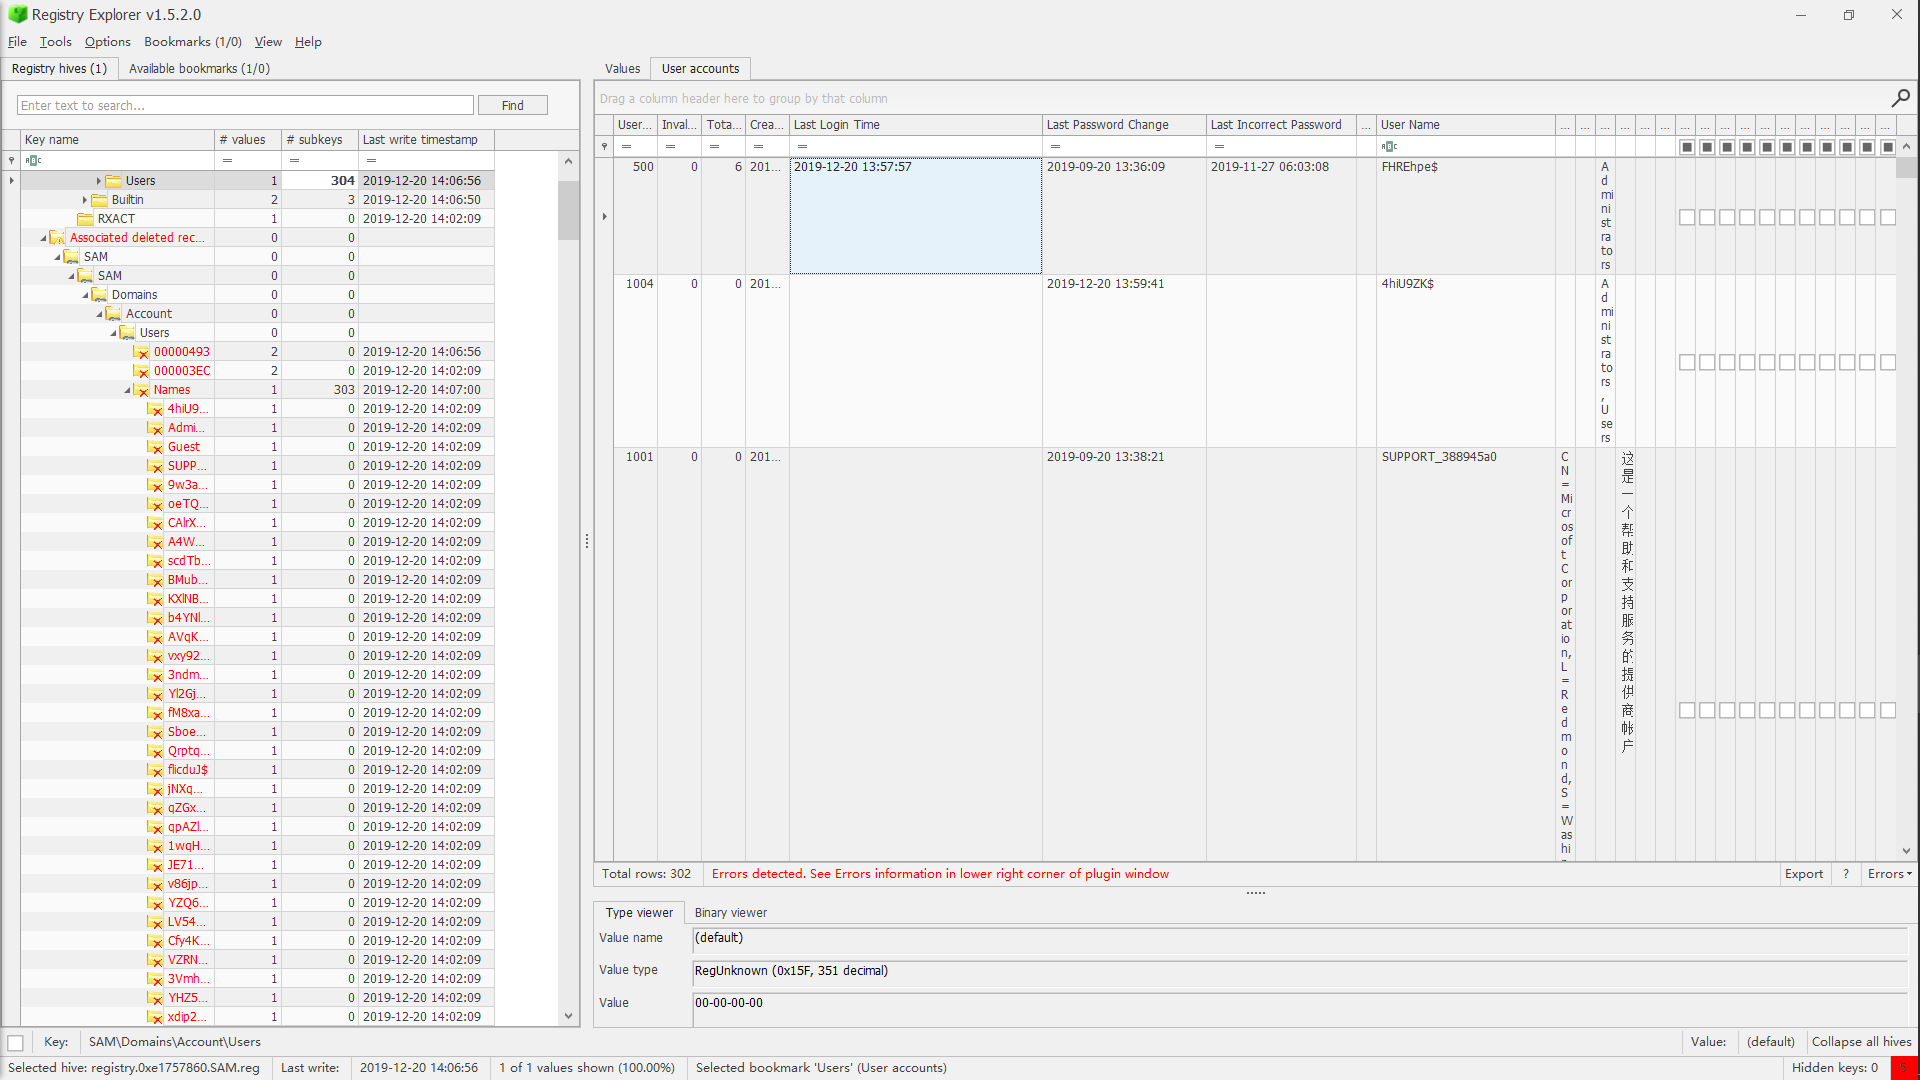 Registry Explorer v1.5.2.0
File Tools Options Bookmarks (1/0) View Help
Registry hives (1) Available bookmarks (1/0)
Enter text to search... Find
Key name # values # subkeys Last write timestamp
= = =
Users 1 304 2019-12-20 14:06:56
Builtin 2 3 2019-12-20 14:06:50
RXACT 1 0 2019-12-20 14:02:09
Associated deleted rec... 0 0
SAM 0 0
SAM 0 0
Domains 0 0
Account 0 0
Users 0 0
00000493 2 0 2019-12-20 14:06:56
000003EC 2 0 2019-12-20 14:02:09
Names 1 303 2019-12-20 14:07:00
4hiU9... 1 0 2019-12-20 14:02:09
Admi... 1 0 2019-12-20 14:02:09
Guest 1 0 2019-12-20 14:02:09
SUPP... 1 0 2019-12-20 14:02:09
9w3a... 1 0 2019-12-20 14:02:09
oeTQ... 1 0 2019-12-20 14:02:09
CAlrX... 1 0 2019-12-20 14:02:09
A4W... 1 0 2019-12-20 14:02:09
scdTb... 1 0 2019-12-20 14:02:09
BMub... 1 0 2019-12-20 14:02:09
KXlNB... 1 0 2019-12-20 14:02:09
b4YNl... 1 0 2019-12-20 14:02:09
AVqK... 1 0 2019-12-20 14:02:09
vxy92... 1 0 2019-12-20 14:02:09
3ndm... 1 0 2019-12-20 14:02:09
Yl2Gj... 1 0 2019-12-20 14:02:09
fM8xa... 1 0 2019-12-20 14:02:09
Sboe... 1 0 2019-12-20 14:02:09
Qrptq... 1 0 2019-12-20 14:02:09
flicduJ$ 1 0 2019-12-20 14:02:09
jNXq... 1 0 2019-12-20 14:02:09
qZGx... 1 0 2019-12-20 14:02:09
qpAZl... 1 0 2019-12-20 14:02:09
1wqH... 1 0 2019-12-20 14:02:09
JE71... 1 0 2019-12-20 14:02:09
v86jp... 1 0 2019-12-20 14:02:09
YZQ6... 1 0 2019-12-20 14:02:09
LV54... 1 0 2019-12-20 14:02:09
Cfy4K... 1 0 2019-12-20 14:02:09
VZRN... 1 0 2019-12-20 14:02:09
3Vmh... 1 0 2019-12-20 14:02:09
YHZ5... 1 0 2019-12-20 14:02:09
xdip2... 1 0 2019-12-20 14:02:09
Values User accounts
Drag a column header here to group by that column
User... Inval... Tota... Crea... Last Login Time Last Password Change Last Incorrect Password ... User Name ... ... ... ... ... ... ... ... ... ... ... ... ... ... ... ... ...
= = = = = = =
500 0 6 201... 2019-12-20 13:57:57 2019-09-20 13:36:09 2019-11-27 06:03:08 FHREhpe$ Administrators
1004 0 0 201... 2019-12-20 13:59:41 4hiU9ZK$ Administrators, Users
1001 0 0 201... 2019-09-20 13:38:21 SUPPORT_388945a0 CN=Microsoft Corporation, L=Redmond, S=Washin 这是一个帮助和支持服务的提供商帐户
Total rows: 302 Errors detected. See Errors information in lower right corner of plugin window Export ? Errors
Type viewer Binary viewer
Value name (default)
Value type RegUnknown (0x15F, 351 decimal)
Value 00-00-00-00
Key: SAM\Domains\Account\Users Value: (default) Collapse all hives
Selected hive: registry.0xe1757860.SAM.reg Last write: 2019-12-20 14:06:56 1 of 1 values shown (100.00%) Selected bookmark 'Users' (User accounts) Hidden keys: 0